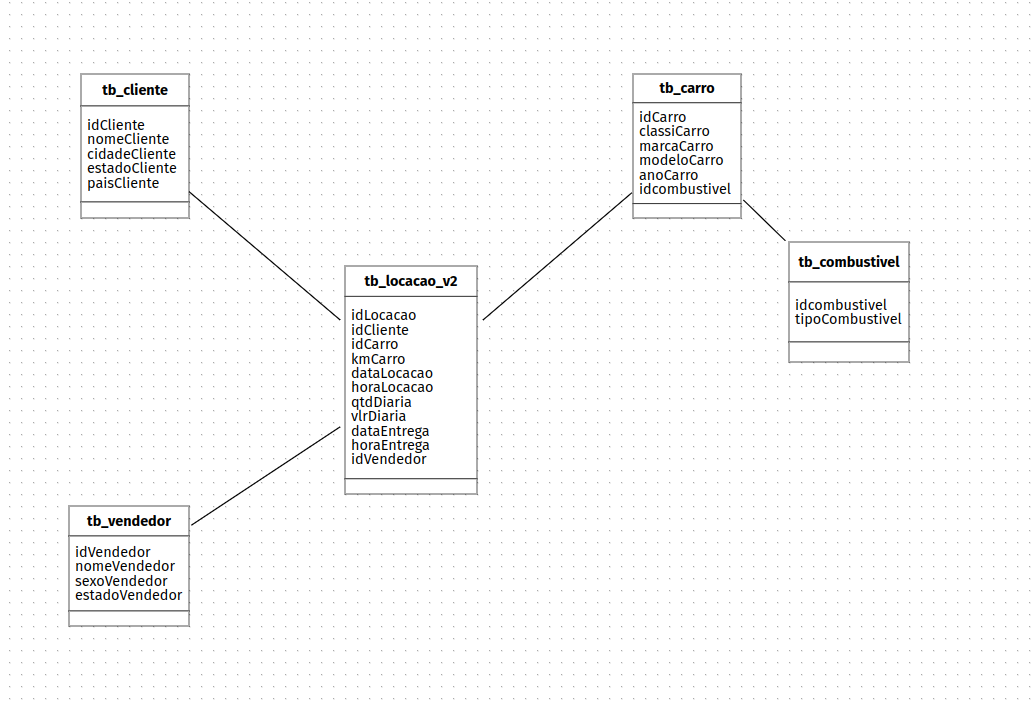 tb_cliente
idCliente
nomeCliente
cidadeCliente
estadoCliente
paisCliente
tb_carro
idCarro
classiCarro
marcaCarro
modeloCarro
anoCarro
idcombustivel
tb_combustivel
idcombustivel
tipoCombustivel
tb_locacao_v2
idLocacao
idCliente
idCarro
kmCarro
dataLocacao
horaLocacao
qtdDiaria
vlrDiaria
dataEntrega
horaEntrega
idVendedor
tb_vendedor
idVendedor
nomeVendedor
sexoVendedor
estadoVendedor